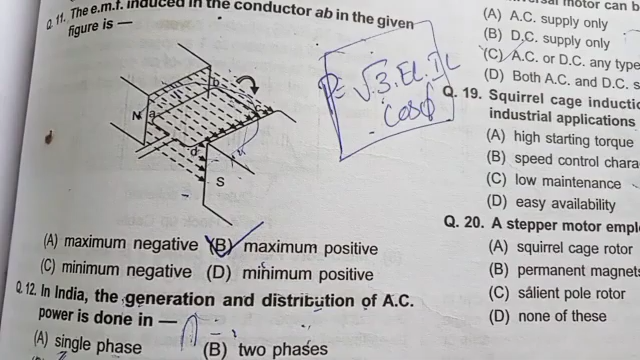 Q. 11. The e.m.f. induced in the conductor ab in the given
figure is —
N
a
b
c
d
S
P= √3. EL. IL
. cosϕ
(A) maximum negative (B) maximum positive
(C) minimum negative (D) minimum positive
Q. 12. In India, the generation and distribution of A.C.
power is done in —
(A) single phase (B) two phases
motor can b
(A) A.C. supply only
(B) D.C. supply only
(C) A.C. or D.C. any type
(D) Both A.C. and D.C. s
Q. 19. Squirrel cage inducti
industrial applications
(A) high starting torque
(B) speed control chara
(C) low maintenance
(D) easy availability
Q. 20. A stepper motor empl
(A) squirrel cage rotor
(B) permanent magnets
(C) salient pole rotor
(D) none of these